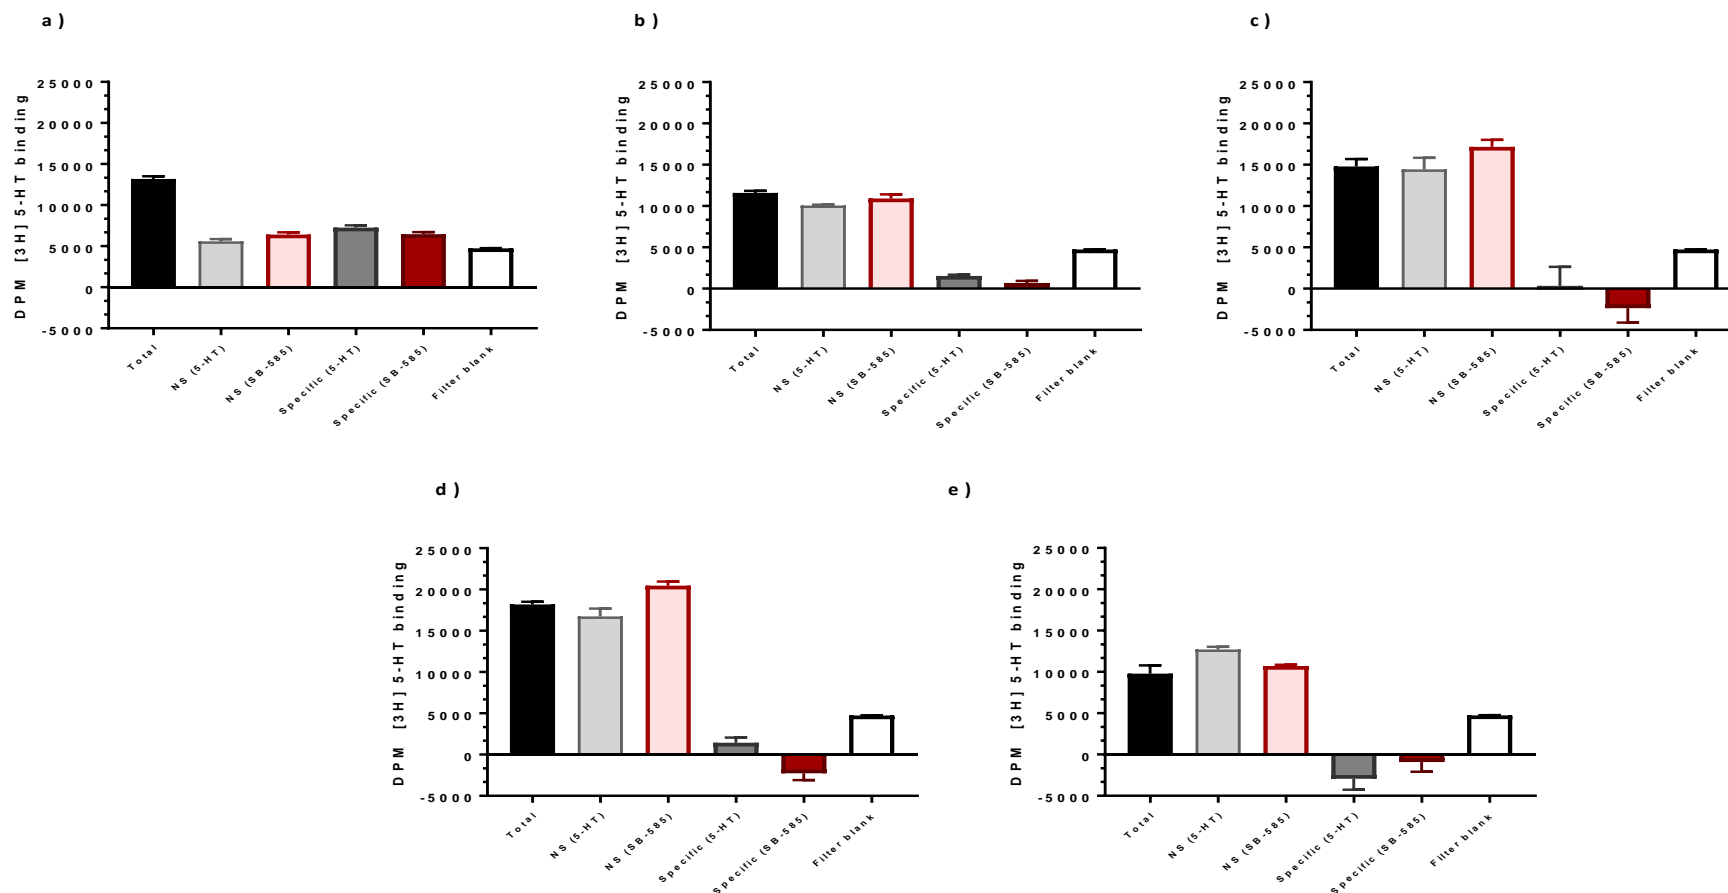 a)
DPM [3H] 5-HT binding
25000
20000
15000
10000
5000
0
-5000
Total
NS (5-HT)
NS (SB-585)
Specific (5-HT)
Specific (SB-585)
Filter blank
b)
DPM [3H] 5-HT binding
25000
20000
15000
10000
5000
0
-5000
Total
NS (5-HT)
NS (SB-585)
Specific (5-HT)
Specific (SB-585)
Filter blank
c)
DPM [3H] 5-HT binding
25000
20000
15000
10000
5000
0
-5000
Total
NS (5-HT)
NS (SB-585)
Specific (5-HT)
Specific (SB-585)
Filter blank
d)
DPM [3H] 5-HT binding
25000
20000
15000
10000
5000
0
-5000
Total
NS (5-HT)
NS (SB-585)
Specific (5-HT)
Specific (SB-585)
Filter blank
e)
DPM [3H] 5-HT binding
25000
20000
15000
10000
5000
0
-5000
Total
NS (5-HT)
NS (SB-585)
Specific (5-HT)
Specific (SB-585)
Filter blank